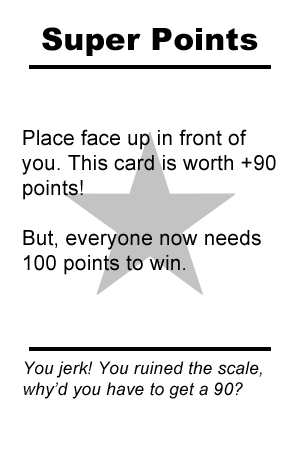 Super Points
Place face up in front of
you. This card is worth +90
points!
But, everyone now needs
100 points to win.
You jerk! You ruined the scale,
why'd you have to get a 90?